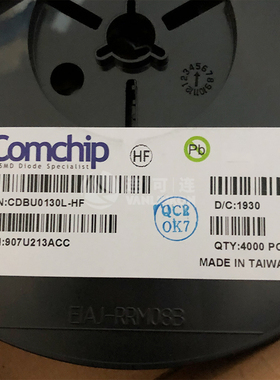 Comchip
SMD Diode Specialist
HF
Pb
N:CDBU0130L-HF
D/C:1930
:907U213ACC
QC2
OK7
QTY:4000 PC
MADE IN TAIWA
EIAJ-RRM08B